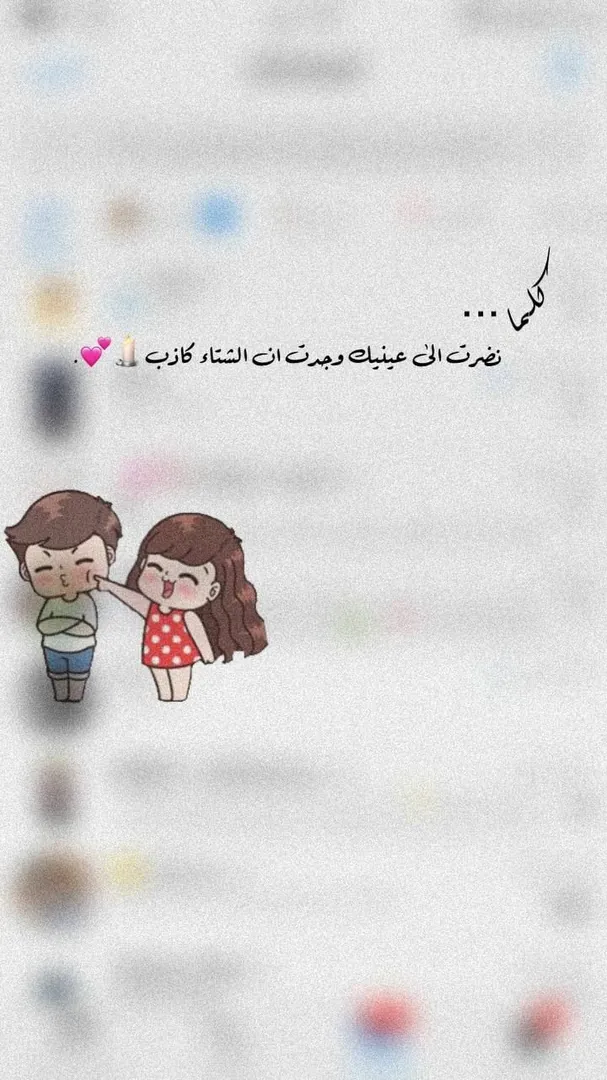 كلما ...
نضرت الىٰ عينيك وجدت ان الشتاء كاذب 🕯️💕.